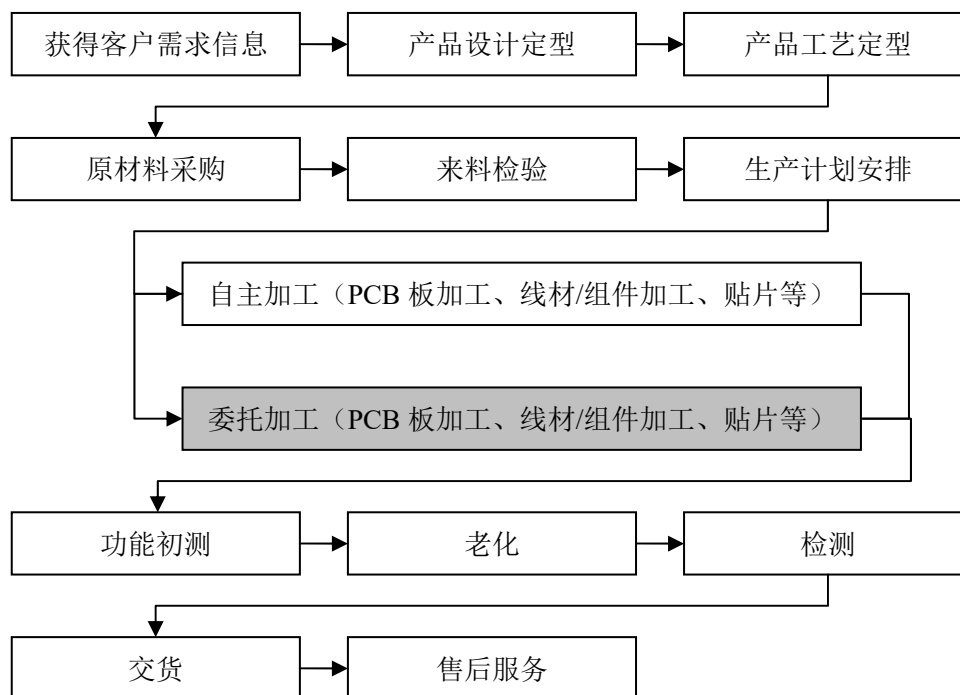 获得客户需求信息
产品设计定型
产品工艺定型
原材料采购
来料检验
生产计划安排
自主加工（PCB 板加工、线材/组件加工、贴片等）
委托加工（PCB 板加工、线材/组件加工、贴片等）
功能初测
老化
检测
交货
售后服务